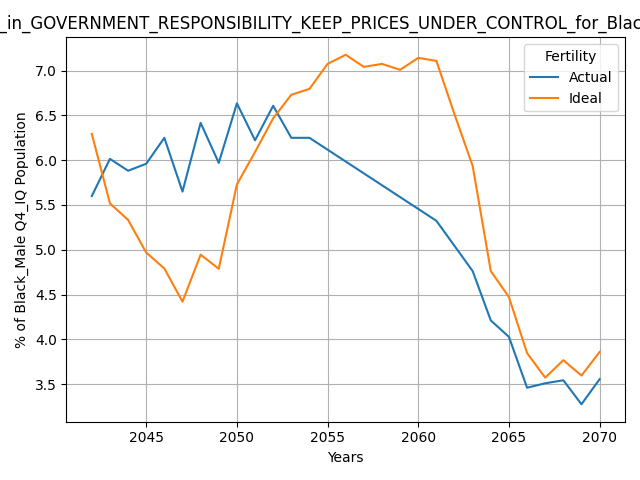 _in_GOVERNMENT_RESPONSIBILITY_KEEP_PRICES_UNDER_CONTROL_for_Blac
Fertility
Actual
Ideal
7.0
6.5
6.0
5.5
5.0
4.5
4.0
3.5
% of Black_Male Q4_IQ Population
2045
2050
2055
2060
2065
2070
Years